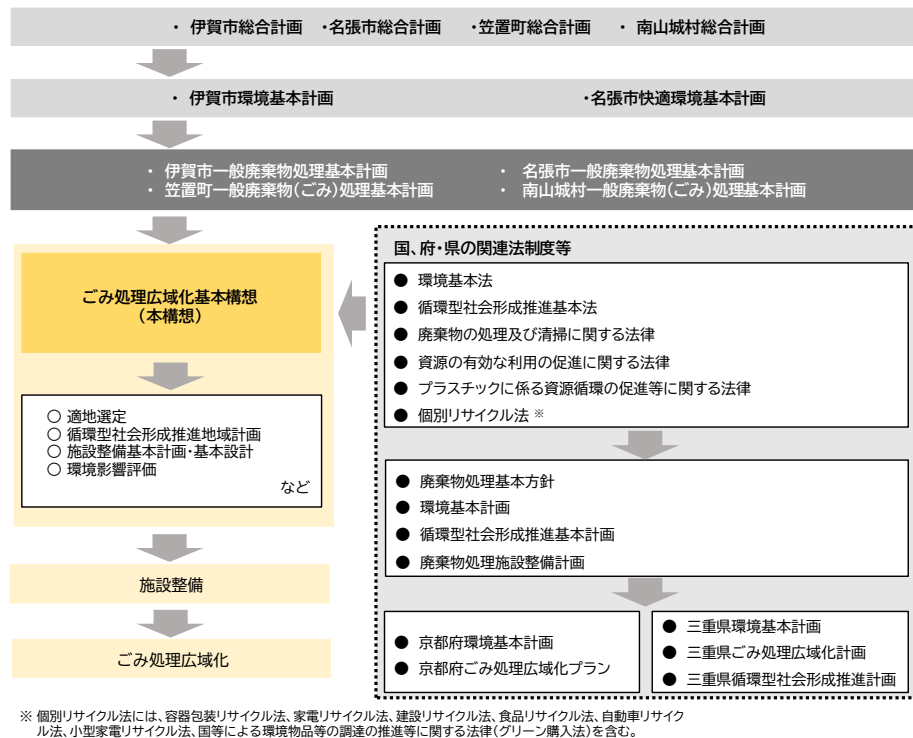 ・ 伊賀市総合計画 ・名張市総合計画 ・笠置町総合計画 ・ 南山城村総合計画
・ 伊賀市環境基本計画 ・名張市快適環境基本計画
・ 伊賀市一般廃棄物処理基本計画 ・ 名張市一般廃棄物処理基本計画
・ 笠置町一般廃棄物(ごみ)処理基本計画 ・ 南山城村一般廃棄物(ごみ)処理基本計画
ごみ処理広域化基本構想
(本構想)
○ 適地選定
○ 循環型社会形成推進地域計画
○ 施設整備基本計画・基本設計
○ 環境影響評価
など
施設整備
ごみ処理広域化
国、府・県の関連法制度等
● 環境基本法
● 循環型社会形成推進基本法
● 廃棄物の処理及び清掃に関する法律
● 資源の有効な利用の促進に関する法律
● プラスチックに係る資源循環の促進等に関する法律
● 個別リサイクル法 ※
● 廃棄物処理基本方針
● 環境基本計画
● 循環型社会形成推進基本計画
● 廃棄物処理施設整備計画
● 京都府環境基本計画
● 京都府ごみ処理広域化プラン
● 三重県環境基本計画
● 三重県ごみ処理広域化計画
● 三重県循環型社会形成推進計画
※ 個別リサイクル法には、容器包装リサイクル法、家電リサイクル法、建設リサイクル法、食品リサイクル法、自動車リサイク
ル法、小型家電リサイクル法、国等による環境物品等の調達の推進等に関する法律(グリーン購入法)を含む。